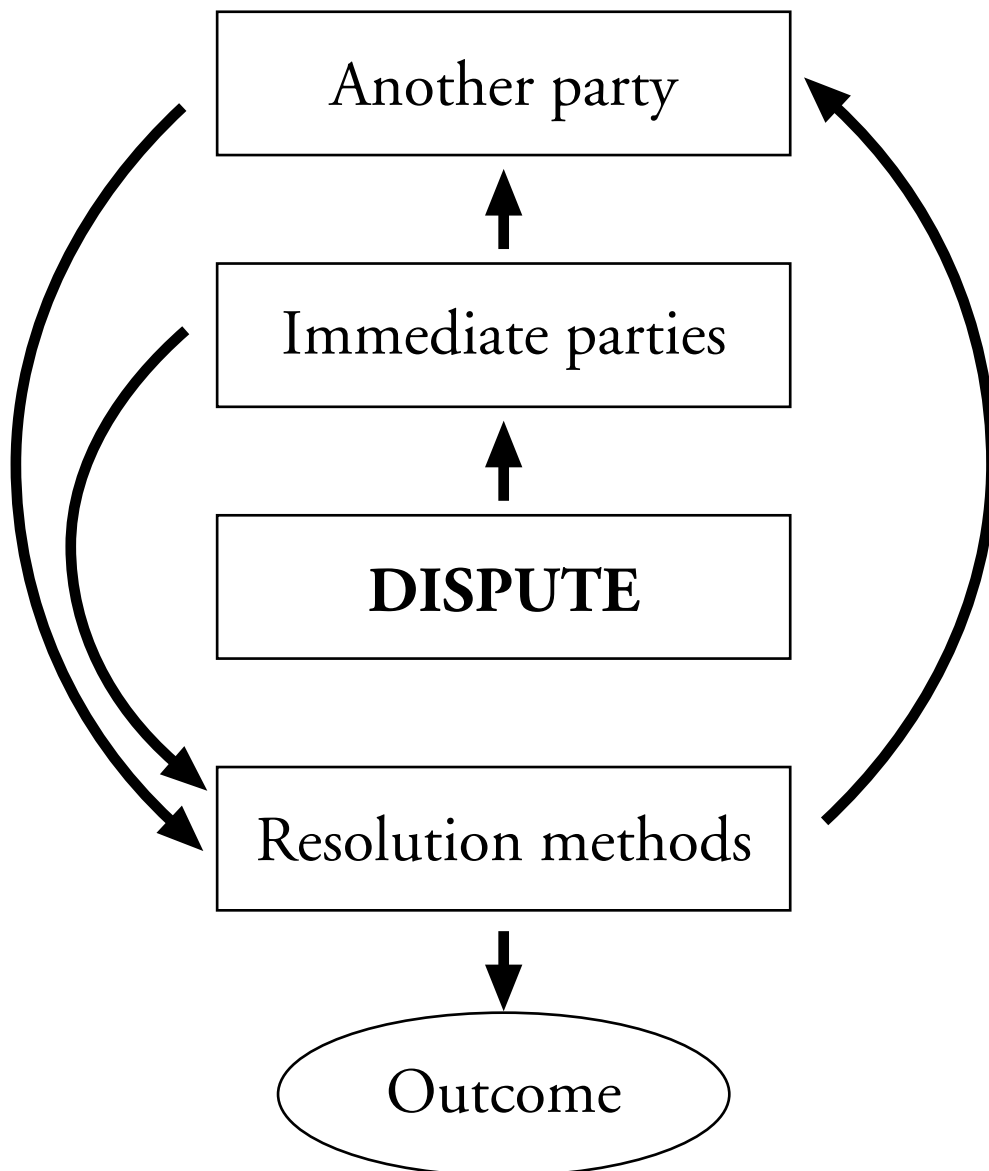 Another party
Immediate parties
DISPUTE
Resolution methods
Outcome